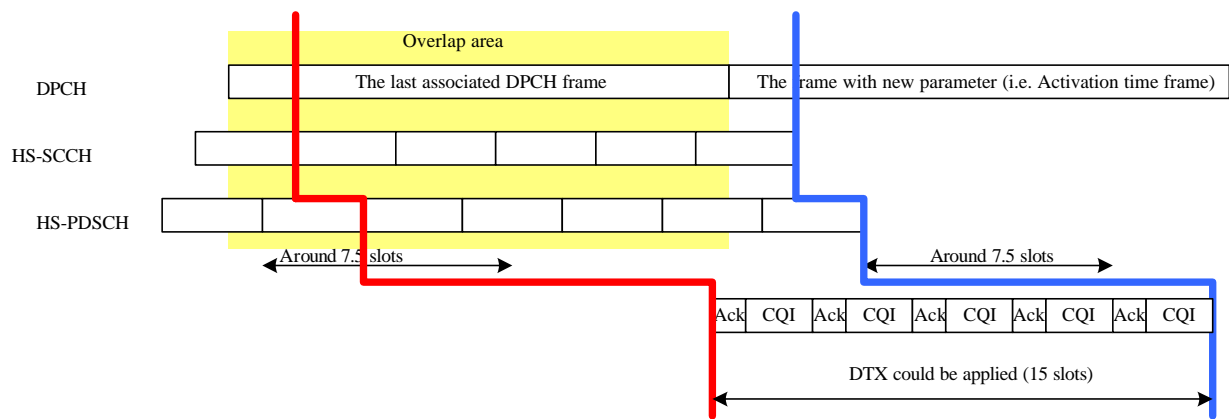 Overlap area
DPCH
The last associated DPCH frame
The frame with new parameter (i.e. Activation time frame)
HS-SCCH
HS-PDSCH
Around 7.5 slots
Around 7.5 slots
Ack CQI Ack CQI Ack CQI Ack CQI Ack CQI
DTX could be applied (15 slots)